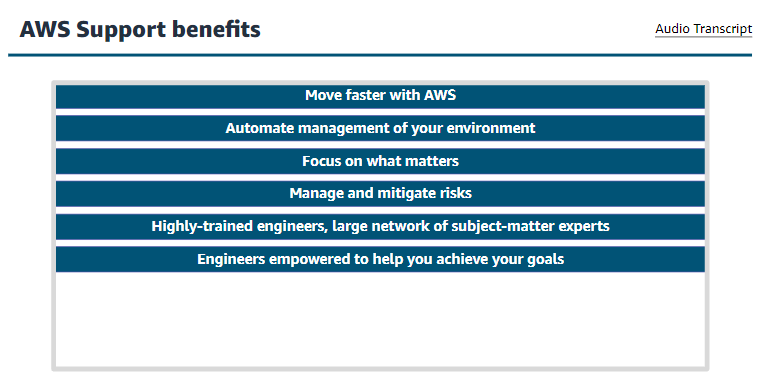 AWS Support benefits
Audio Transcript
Move faster with AWS
Automate management of your environment
Focus on what matters
Manage and mitigate risks
Highly-trained engineers, large network of subject-matter experts
Engineers empowered to help you achieve your goals